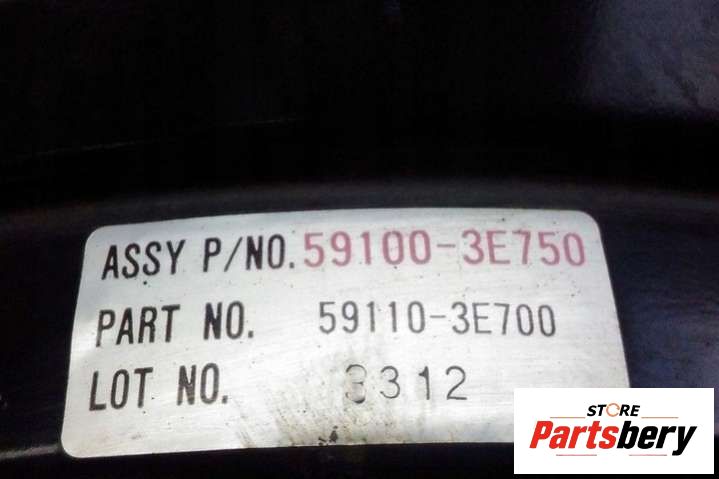 ASSY P/NO. 59100-3E750
PART NO. 59110-3E700
LOT NO. 3312
STORE
Partsbery